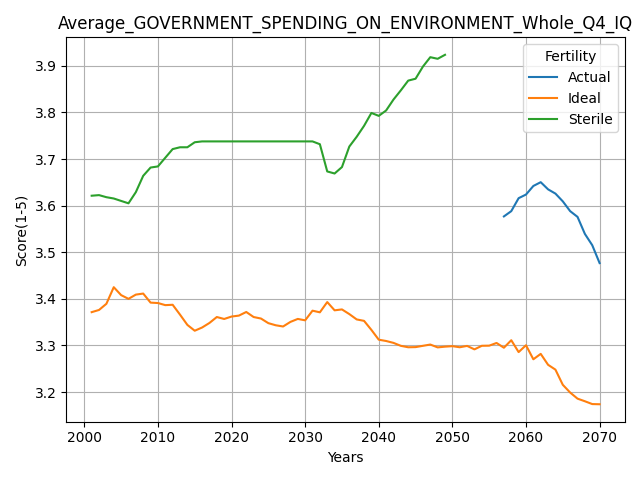 Average_GOVERNMENT_SPENDING_ON_ENVIRONMENT_Whole_Q4_IQ
Fertility
Actual
Ideal
Sterile
Score(1-5)
3.9
3.8
3.7
3.6
3.5
3.4
3.3
3.2
2000 2010 2020 2030 2040 2050 2060 2070
Years